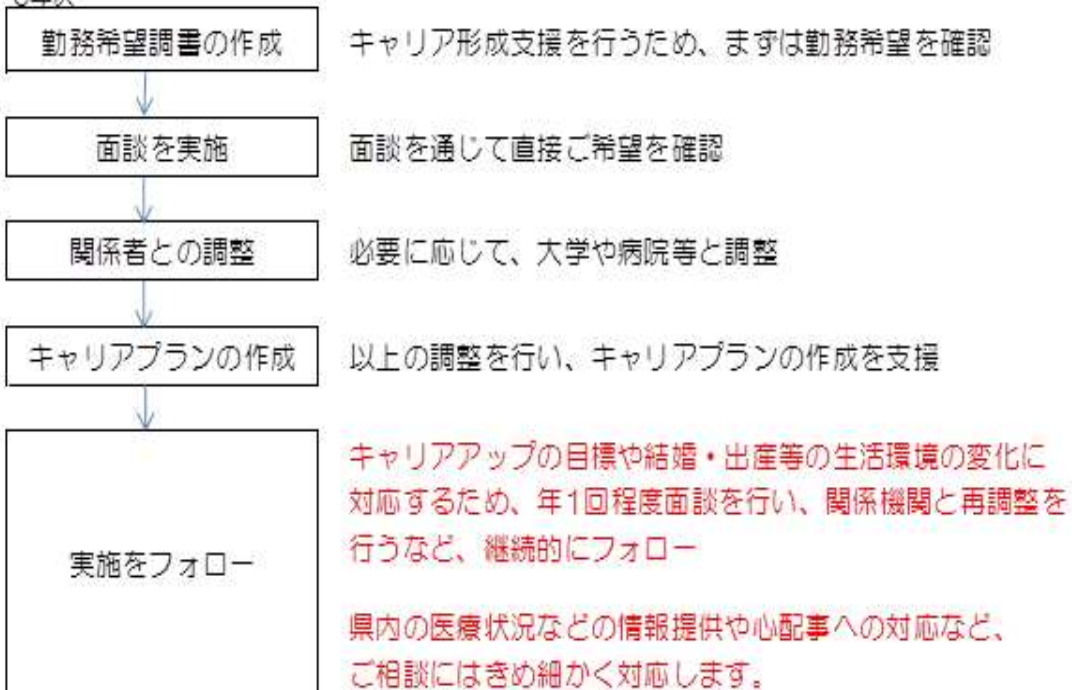 勤務希望調書の作成
キャリア形成支援を行うため、まずは勤務希望を確認
面談を実施
面談を通じて直接ご希望を確認
関係者との調整
必要に応じて、大学や病院等と調整
キャリアプランの作成
以上の調整を行い、キャリアプランの作成を支援
実施をフォロー
キャリアアップの目標や結婚・出産等の生活環境の変化に
対応するため、年1回程度面談を行い、関係機関と再調整を
行うなど、継続的にフォロー
県内の医療状況などの情報提供や心配事への対応など、
ご相談にはきめ細かく対応します。